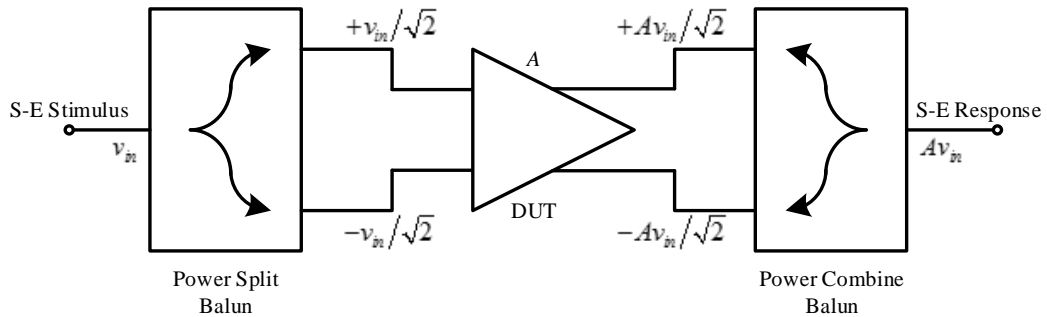 +v_in/√2
+Av_in/√2
A
S-E Stimulus
S-E Response
v_in
Av_in
DUT
−v_in/√2
−Av_in/√2
Power Split
Balun
Power Combine
Balun